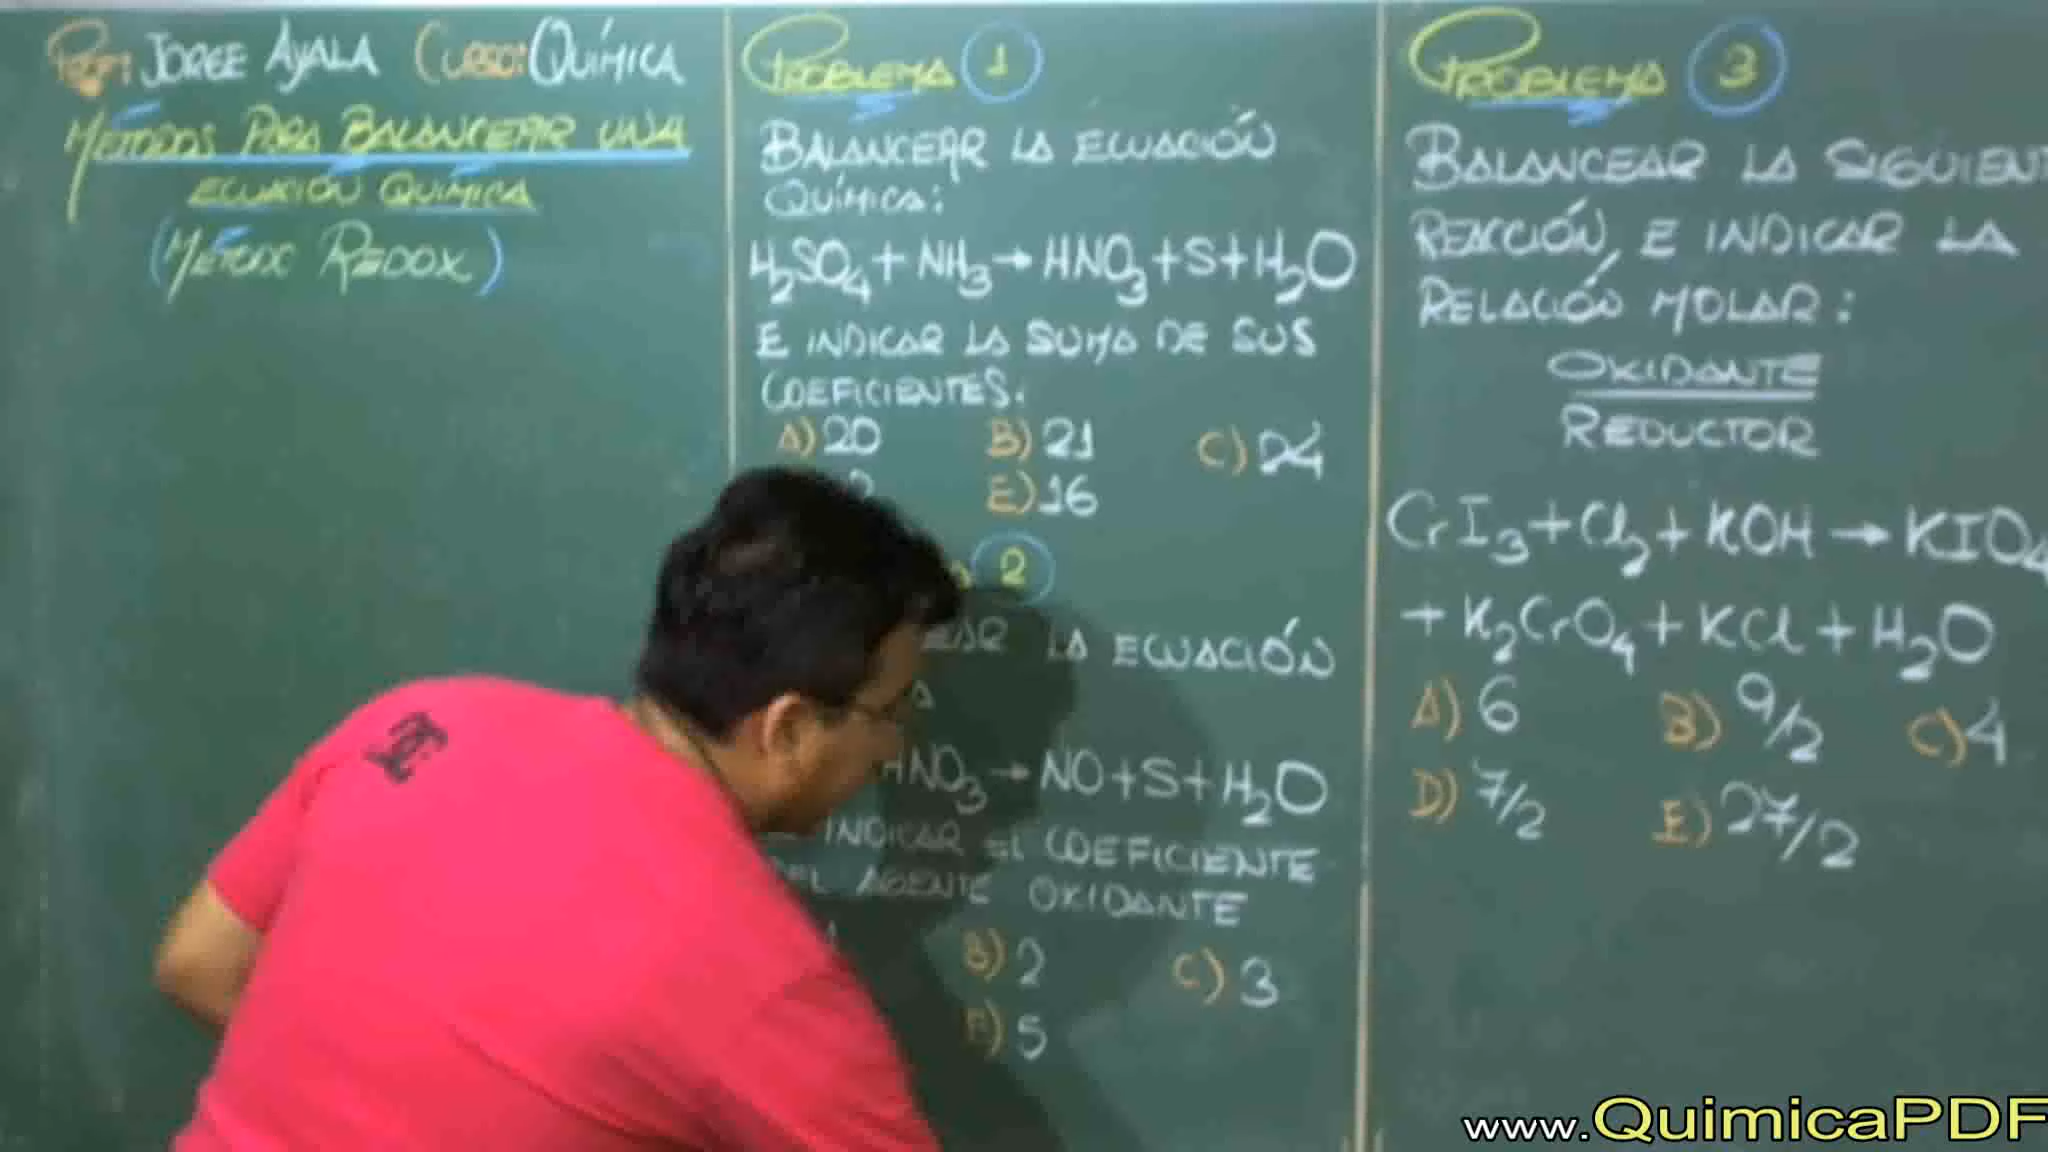 Prof: JORGE AYALA CURSO: QUÍMICA
MÉTODOS PARA BALANCEAR UNA
ECUACIÓN QUÍMICA
(MÉTODO REDOX)
PROBLEMA 1
BALANCEAR LA ECUACIÓN
QUÍMICA:
H₂SO₄ + NH₃ → HNO₃ + S + H₂O
E INDICAR LA SUMA DE SUS
COEFICIENTES.
A) 20 B) 21 C) 24
E) 16
2
LA ECUACIÓN
HNO₃ → NO + S + H₂O
INDICAR EL COEFICIENTE
DEL AGENTE OXIDANTE
B) 2 C) 3
5
PROBLEMA 3
BALANCEAR LA SIGUIENT
REACCIÓN, E INDICAR LA
RELACIÓN MOLAR:
OXIDANTE
REDUCTOR
CrI₃ + Cl₂ + KOH → KIO₄
+ K₂CrO₄ + KCl + H₂O
A) 6 B) 9/2 C) 4
D) 7/2 E) 27/2
www.QuimicaPDF